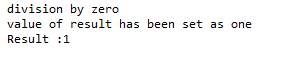 division by zero
value of result has been set as one
Result :1